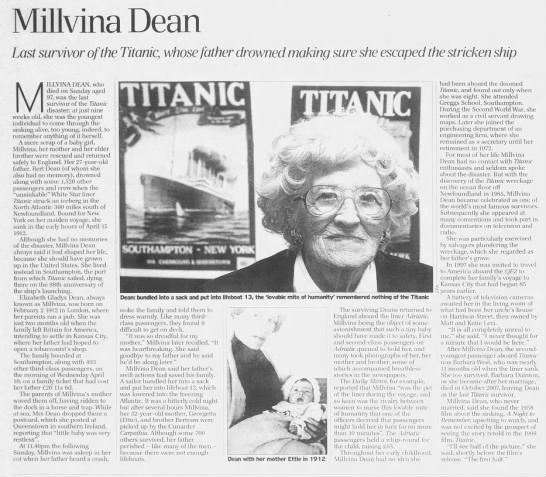 Millvina Dean
Last survivor of the Titanic, whose father drowned making sure she escaped the stricken ship
MILLVINA DEAN, who
died on Sunday aged
97, was the last
survivor of the Titanic
disaster; at just nine
weeks old, she was the youngest
individual to come through the
sinking alive, too young, indeed, to
remember anything of it herself.
A mere scrap of a baby girl,
Millvina, her mother and her elder
brother were rescued and returned
safely to England. Her 27-year-old
father, Bert Dean (of whom she
also had no memory), drowned
along with some 1,520 other
passengers and crew when the
"unsinkable" White Star liner
Titanic struck an iceberg in the
North Atlantic 380 miles south of
Newfoundland. Bound for New
York on her maiden voyage, she
sank in the early hours of April 15
1912.
Although she had no memories
of the disaster, Millvina Dean
always said it had shaped her life,
because she should have grown
up in the United States. She lived
instead in Southampton, the port
from which Titanic sailed, dying
there on the 98th anniversary of
the ship's launching.
Elizabeth Gladys Dean, always
known as Millvina, was born on
February 2 1912 in London, where
her parents ran a pub. She was
just two months old when the
family left Britain for America,
intending to settle in Kansas City,
where her father had hoped to
open a tobacconist's shop.
The family boarded at
Southampton, along with
other third-class passengers, on
the morning of Wednesday April
10, on a family ticket that had cost
her father
The parents of Millvina's mother
waved them off, having ridden to
the dock in a horse and trap. While
at sea, Mrs Dean dropped them a
postcard, which she posted at
Queenstown in southern Ireland,
reporting that "little baby was very
restless".
At 11.40pm the following
Sunday, Millvina was asleep in her
cot when her father heard a crash,
TITANIC
SOUTHAMPTON - NEW YORK
VIA CHERBOURG & QUEENSTOWN
TITANIC
Dean: bundled into a sack and put into lifeboat 13, the 'lovable mite of humanity' remembered nothing of the Titanic
woke the family and told them to
dress warmly. Like many third-
class passengers, they found it
difficult to get on deck.
"It was so dreadful for my
mother," Millvina later recalled. "It
was heartbreaking. She said
goodbye to my father and he said
he'd be along later."
Millvina Dean said her father's
swift actions had saved his family.
A sailor bundled her into a sack
and put her into lifeboat 13, which
was lowered into the freezing
Atlantic. It was a bitterly cold night
but after several hours Millvina,
her 32-year-old mother, Georgetta
(Ettie), and brother Bertram were
picked up by the Cunarder
Carpathia. Although some 700
others survived, her father
perished – like many of the men –
because there were not enough
lifeboats.
Dean with her mother Ettie in 1912
The surviving Deans returned to
England aboard the liner Adriatic,
Millvina being the object of some
astonishment that such a tiny baby
should have made it to safety. First
and second-class passengers on
Adriatic queued to hold her, and
many took photographs of her, her
mother and brother, some of
which accompanied breathless
stories in the newspapers.
The Daily Mirror, for example,
reported that Millvina "was the pet
of the liner during the voyage, and
so keen was the rivalry between
women to nurse this lovable mite
of humanity that one of the
officers decreed that passengers
might hold her in turn for no more
than 10 minutes". The Adriatic
passengers held a whip-round for
the child, raising
Throughout her early childhood,
Millvina Dean had no idea she
had been aboard the doomed
Titanic, and found out only when
she was eight. She attended
Greggs School, Southampton.
During the Second World War, she
worked as a civil servant drawing
maps. Later she joined the
purchasing department of an
engineering firm, where she
remained as a secretary until her
retirement in 1972.
For most of her life Millvina
Dean had no contact with Titanic
enthusiasts and seldom spoke
about the disaster. But with the
discovery of the Titanic wreckage
on the ocean floor off
Newfoundland in 1985, Millvina
Dean became celebrated as one of
the world's most famous survivors.
Subsequently she appeared at
many conventions and took part in
documentaries on television and
radio.
She was particularly exercised
by salvagers plundering the
wreckage, which she regarded as
her father's grave.
In 1997 she was invited to travel
to America aboard the QE2 to
complete her family's voyage to
Kansas City that had begun 85
years earlier.
A battery of television cameras
awaited her in the living room of
what had been her uncle's house
on Harrison Street, then owned by
Matt and Katie
"It is all completely unreal to
me," she said. "I never thought for
a minute that I would be here."
After Millvina Dean, the second-
youngest passenger aboard Titanic
was Barbara West, who was nearly
11 months old when the liner sank.
She too survived. Barbara Dainton,
as she became after her marriage,
died in October 2007, leaving Dean
as the last Titanic survivor.
Millvina Dean, who never
married, said she found the 1958
film about the sinking, A Night to
Remember, upsetting to watch, and
was not excited by the prospect of
seeing the story retold in the 1998
film, Titanic.
"I'll see half of the picture," she
said, shortly before the film's
release. "The first half."